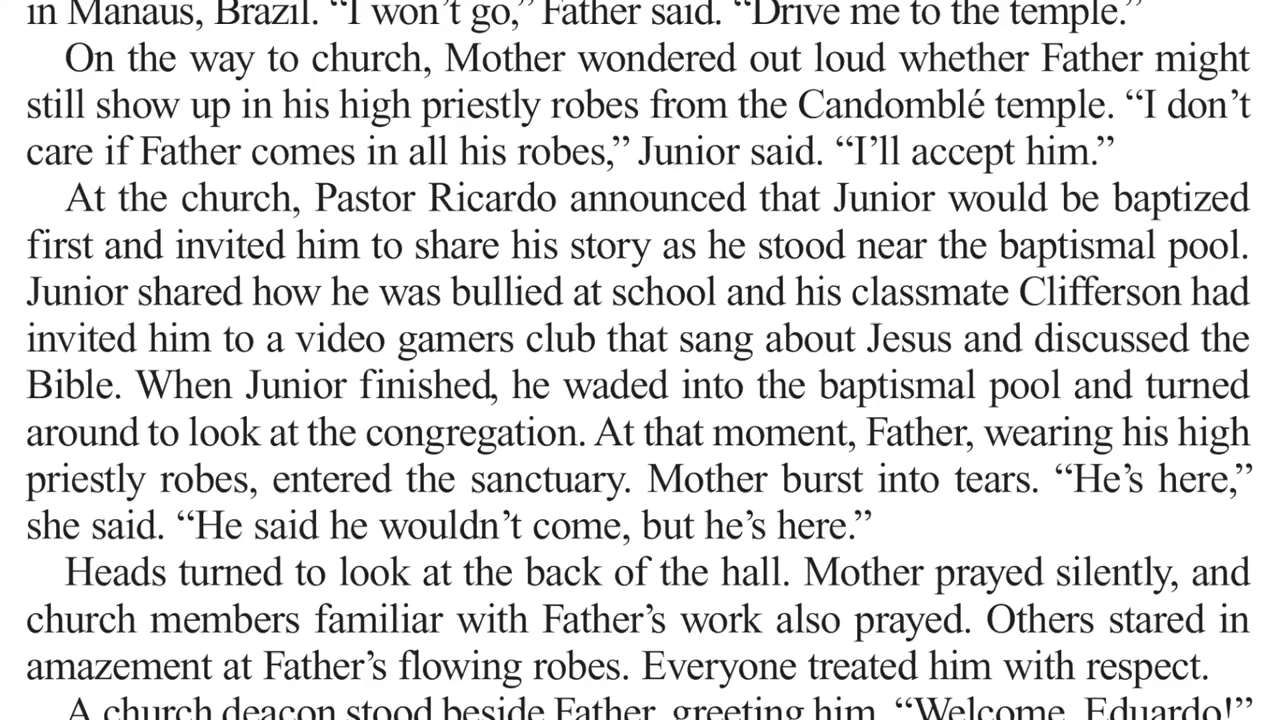 in Manaus, Brazil. “I won’t go,” Father said. “Drive me to the temple.”
On the way to church, Mother wondered out loud whether Father might
still show up in his high priestly robes from the Candomblé temple. “I don’t
care if Father comes in all his robes,” Junior said. “I’ll accept him.”
At the church, Pastor Ricardo announced that Junior would be baptized
first and invited him to share his story as he stood near the baptismal pool.
Junior shared how he was bullied at school and his classmate Clifferson had
invited him to a video gamers club that sang about Jesus and discussed the
Bible. When Junior finished, he waded into the baptismal pool and turned
around to look at the congregation. At that moment, Father, wearing his high
priestly robes, entered the sanctuary. Mother burst into tears. “He’s here,”
she said. “He said he wouldn’t come, but he’s here.”
Heads turned to look at the back of the hall. Mother prayed silently, and
church members familiar with Father’s work also prayed. Others stared in
amazement at Father’s flowing robes. Everyone treated him with respect.
A church deacon stood beside Father, greeting him. “Welcome, Eduardo!”